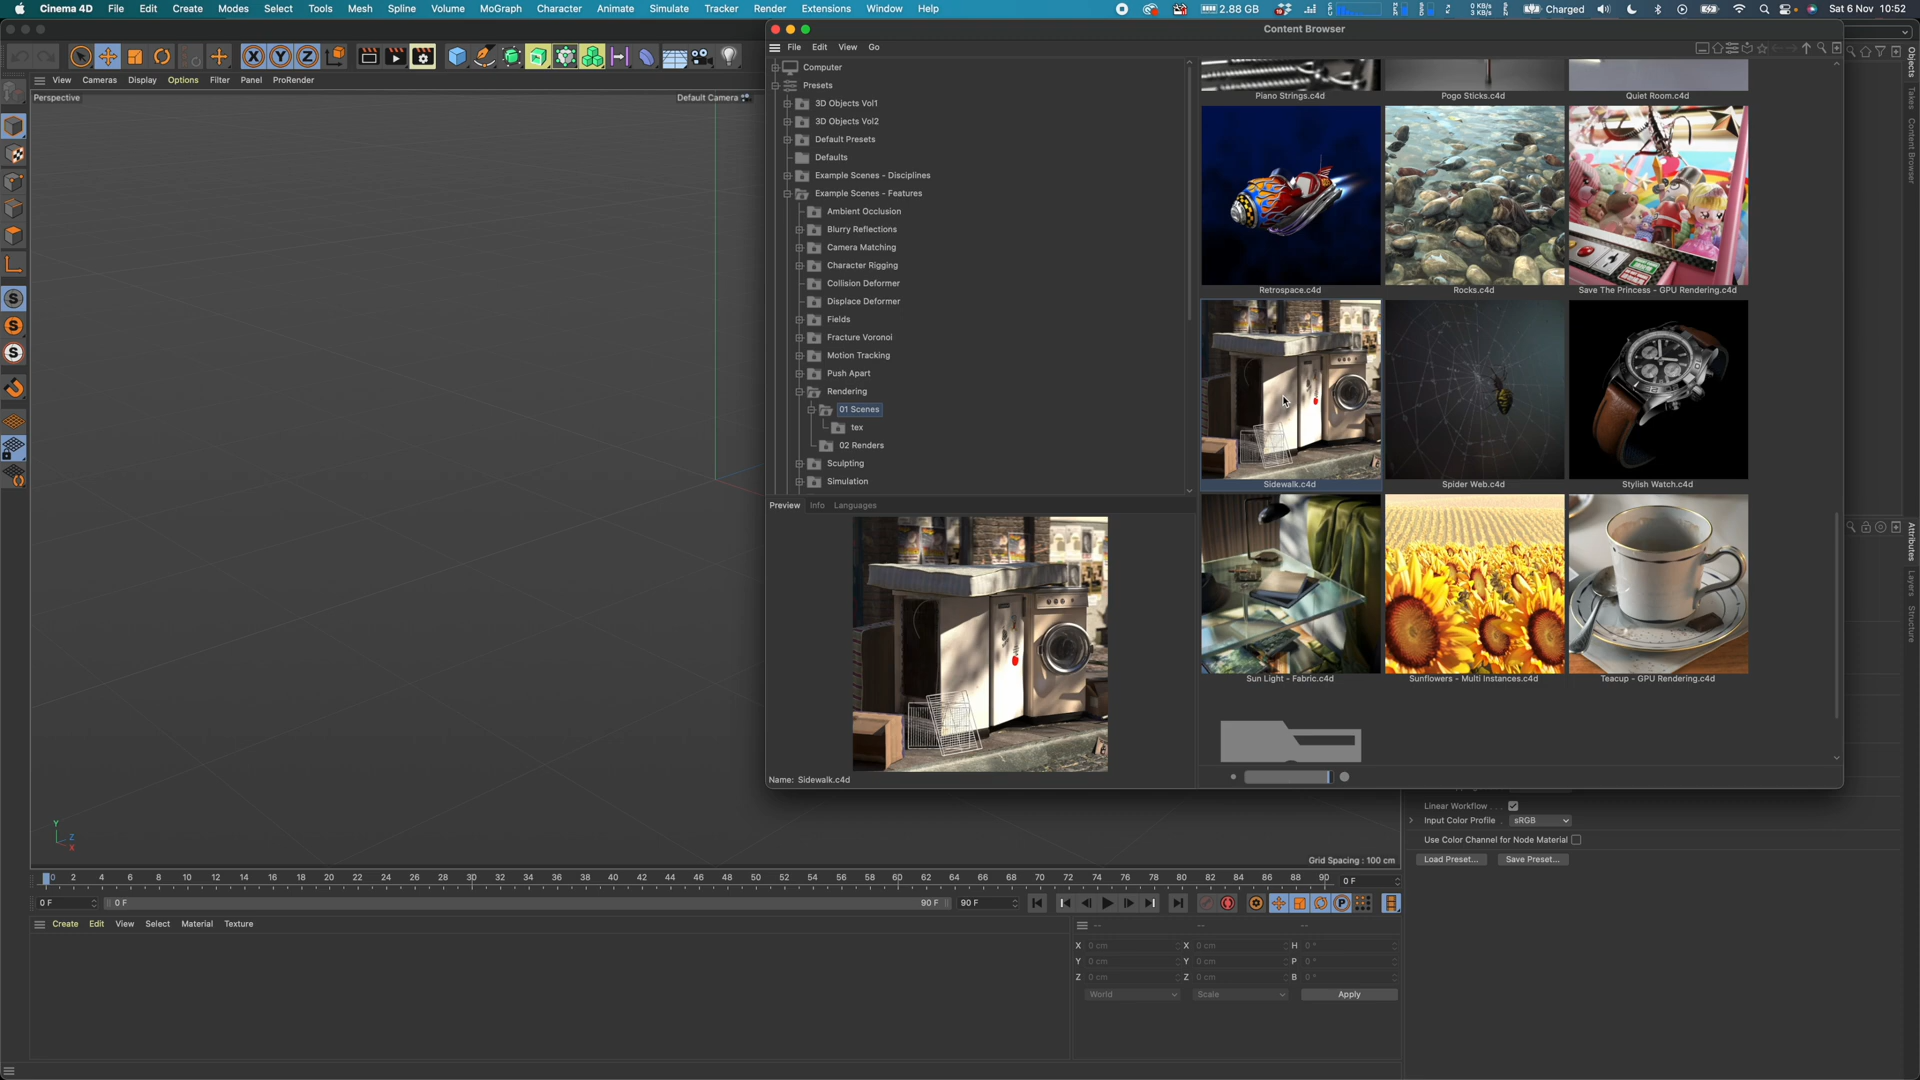 Cinema 4D File Edit Create Modes Select Tools Mesh Spline Volume MoGraph Character Animate Simulate Tracker Render Extensions Window Help
2.88 GB
0 KB/s
3 KB/s
Charged
Sat 6 Nov 10:52
Content Browser
File Edit View Go
View Cameras Display Options Filter Panel ProRender
Perspective
Default Camera
Computer
Presets
3D Objects Vol1
3D Objects Vol2
Default Presets
Defaults
Example Scenes - Disciplines
Example Scenes - Features
Ambient Occlusion
Blurry Reflections
Camera Matching
Character Rigging
Collision Deformer
Displace Deformer
Fields
Fracture Voronoi
Motion Tracking
Push Apart
Rendering
01 Scenes
tex
02 Renders
Sculpting
Simulation
Preview Info Languages
Name: Sidewalk.c4d
Piano Strings.c4d Pogo Sticks.c4d Quiet Room.c4d
Retrospace.c4d Rocks.c4d Save The Princess - GPU Rendering.c4d
Sidewalk.c4d Spider Web.c4d Stylish Watch.c4d
Sun Light - Fabric.c4d Sunflowers - Multi Instances.c4d Teacup - GPU Rendering.c4d
Objects
Takes
Content Browser
Attributes
Layers
Structure
Linear Workflow . . .
Input Color Profile . sRGB
Use Color Channel for Node Material
Load Preset... Save Preset...
Y
Z
X
Grid Spacing : 100 cm
0 2 4 6 8 10 12 14 16 18 20 22 24 26 28 30 32 34 36 38 40 42 44 46 48 50 52 54 56 58 60 62 64 66 68 70 72 74 76 78 80 82 84 86 88 90 0 F
0 F 0 F 90 F 90 F
Create Edit View Select Material Texture
-- -- --
X 0 cm X 0 cm H 0 °
Y 0 cm Y 0 cm P 0 °
Z 0 cm Z 0 cm B 0 °
World Scale Apply